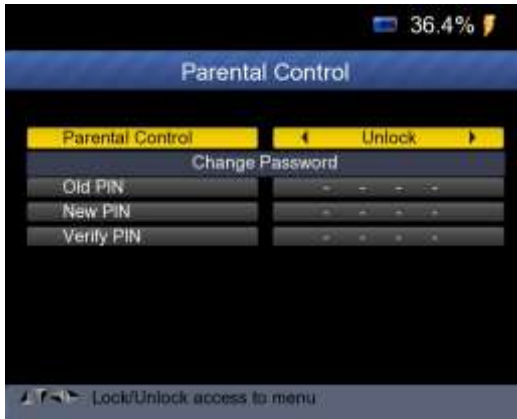 36.4%
Parental Control
Parental Control Unlock
Change Password
Old PIN - - - -
New PIN - - - -
Verify PIN - - - -
Lock/Unlock access to menu